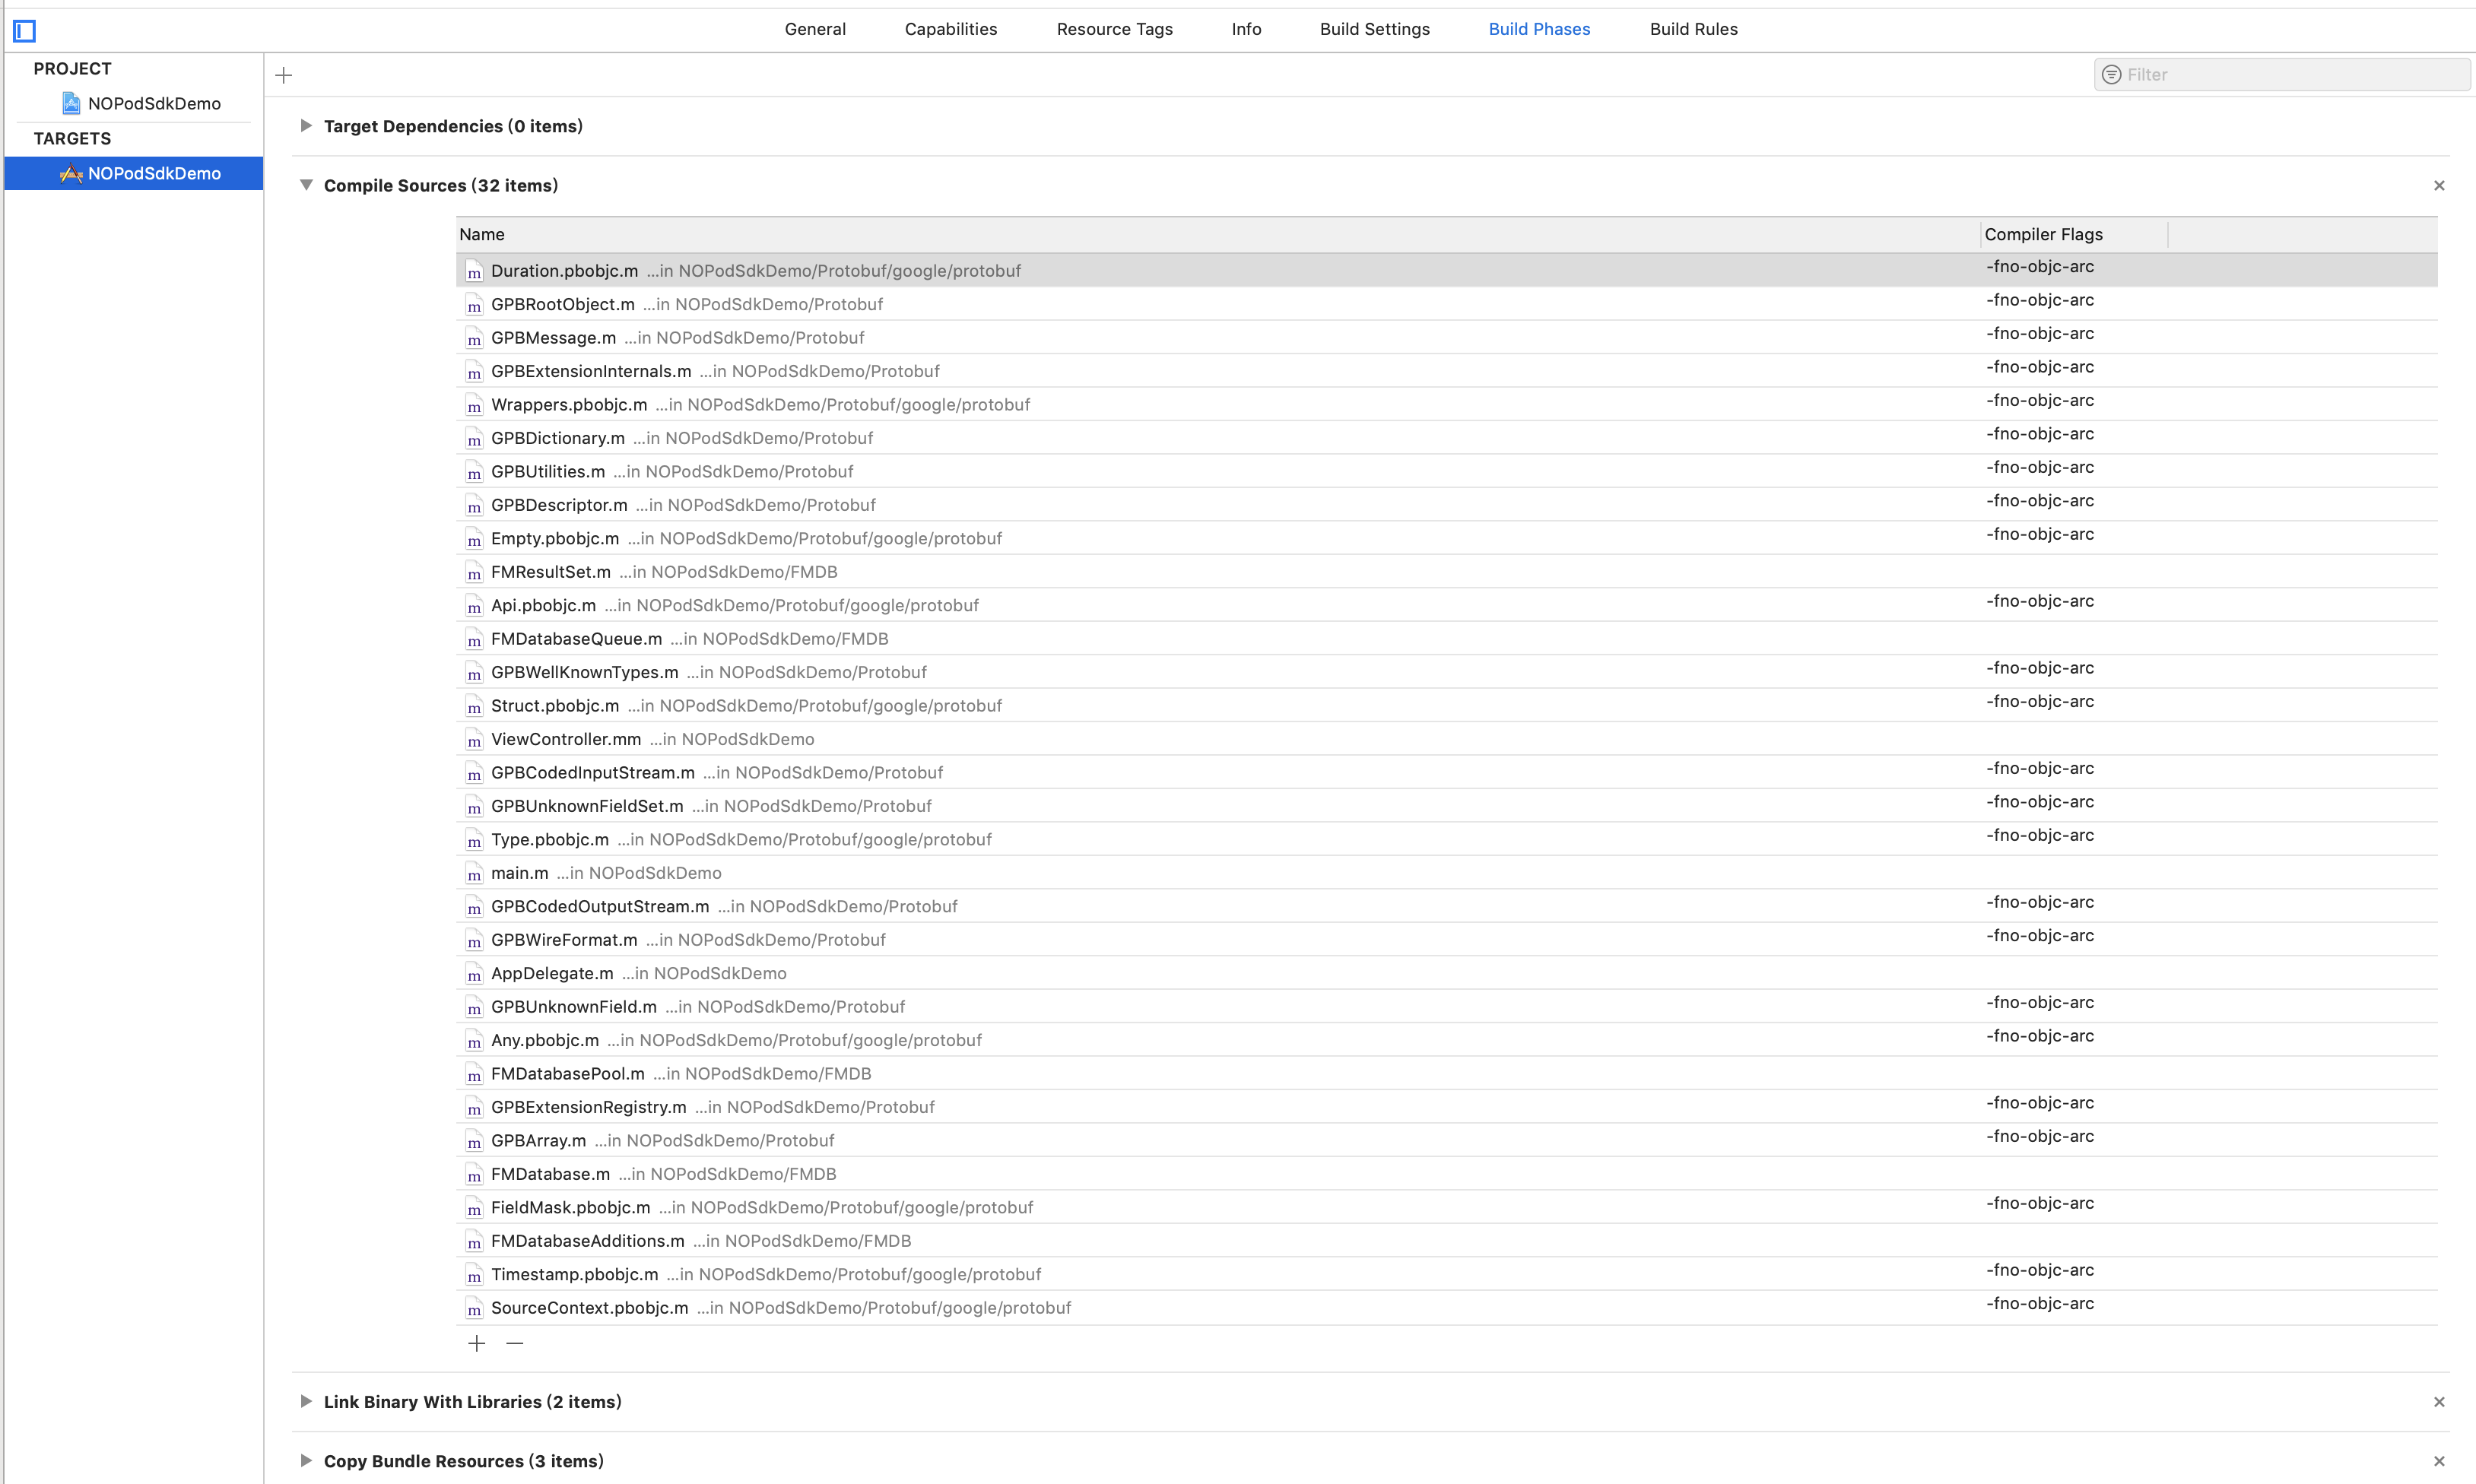 General Capabilities Resource Tags Info Build Settings Build Phases Build Rules
PROJECT
NOPodSdkDemo
TARGETS
NOPodSdkDemo
Filter
Target Dependencies (0 items)
Compile Sources (32 items)
Name Compiler Flags
Duration.pbobjc.m ...in NOPodSdkDemo/Protobuf/google/protobuf -fno-objc-arc
GPBRootObject.m ...in NOPodSdkDemo/Protobuf -fno-objc-arc
GPBMessage.m ...in NOPodSdkDemo/Protobuf -fno-objc-arc
GPBExtensionInternals.m ...in NOPodSdkDemo/Protobuf -fno-objc-arc
Wrappers.pbobjc.m ...in NOPodSdkDemo/Protobuf/google/protobuf -fno-objc-arc
GPBDictionary.m ...in NOPodSdkDemo/Protobuf -fno-objc-arc
GPBUtilities.m ...in NOPodSdkDemo/Protobuf -fno-objc-arc
GPBDescriptor.m ...in NOPodSdkDemo/Protobuf -fno-objc-arc
Empty.pbobjc.m ...in NOPodSdkDemo/Protobuf/google/protobuf -fno-objc-arc
FMResultSet.m ...in NOPodSdkDemo/FMDB
Api.pbobjc.m ...in NOPodSdkDemo/Protobuf/google/protobuf -fno-objc-arc
FMDatabaseQueue.m ...in NOPodSdkDemo/FMDB
GPBWellKnownTypes.m ...in NOPodSdkDemo/Protobuf -fno-objc-arc
Struct.pbobjc.m ...in NOPodSdkDemo/Protobuf/google/protobuf -fno-objc-arc
ViewController.mm ...in NOPodSdkDemo
GPBCodedInputStream.m ...in NOPodSdkDemo/Protobuf -fno-objc-arc
GPBUnknownFieldSet.m ...in NOPodSdkDemo/Protobuf -fno-objc-arc
Type.pbobjc.m ...in NOPodSdkDemo/Protobuf/google/protobuf -fno-objc-arc
main.m ...in NOPodSdkDemo
GPBCodedOutputStream.m ...in NOPodSdkDemo/Protobuf -fno-objc-arc
GPBWireFormat.m ...in NOPodSdkDemo/Protobuf -fno-objc-arc
AppDelegate.m ...in NOPodSdkDemo
GPBUnknownField.m ...in NOPodSdkDemo/Protobuf -fno-objc-arc
Any.pbobjc.m ...in NOPodSdkDemo/Protobuf/google/protobuf -fno-objc-arc
FMDatabasePool.m ...in NOPodSdkDemo/FMDB
GPBExtensionRegistry.m ...in NOPodSdkDemo/Protobuf -fno-objc-arc
GPBArray.m ...in NOPodSdkDemo/Protobuf -fno-objc-arc
FMDatabase.m ...in NOPodSdkDemo/FMDB
FieldMask.pbobjc.m ...in NOPodSdkDemo/Protobuf/google/protobuf -fno-objc-arc
FMDatabaseAdditions.m ...in NOPodSdkDemo/FMDB
Timestamp.pbobjc.m ...in NOPodSdkDemo/Protobuf/google/protobuf -fno-objc-arc
SourceContext.pbobjc.m ...in NOPodSdkDemo/Protobuf/google/protobuf -fno-objc-arc
Link Binary With Libraries (2 items)
Copy Bundle Resources (3 items)